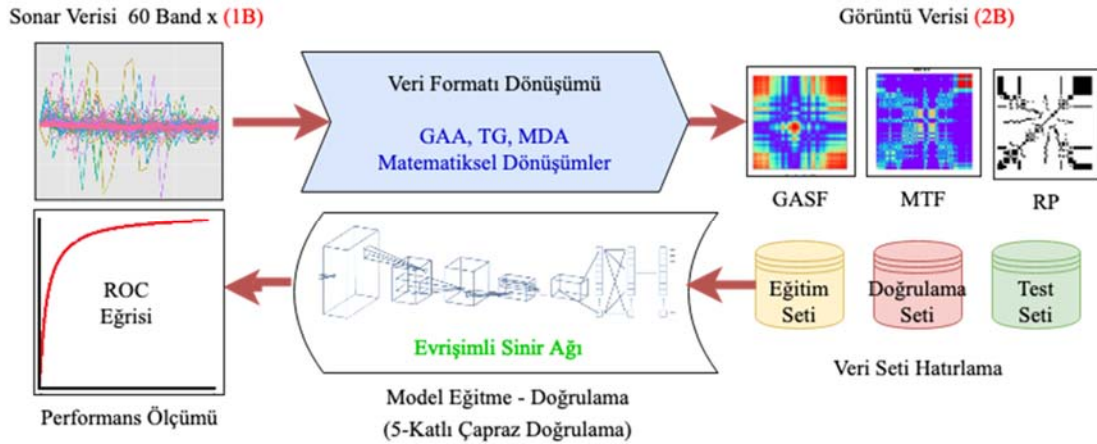 Sonar Verisi 60 Band x (1B)
Görüntü Verisi (2B)
Veri Formatı Dönüşümü
GAA, TG, MDA
Matematiksel Dönüşümler
GASF
MTF
RP
ROC
Eğrisi
Evrişimli Sinir Ağı
Eğitim
Seti
Doğrulama
Seti
Test
Seti
Performans Ölçümü
Model Eğitme - Doğrulama
(5-Katlı Çapraz Doğrulama)
Veri Seti Hatırlama